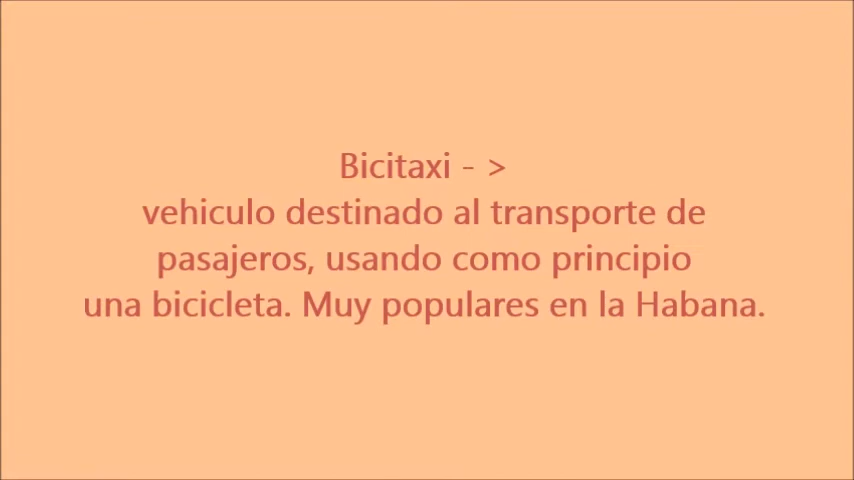 Bicitaxi - >
vehiculo destinado al transporte de
pasajeros, usando como principio
una bicicleta. Muy populares en la Habana.